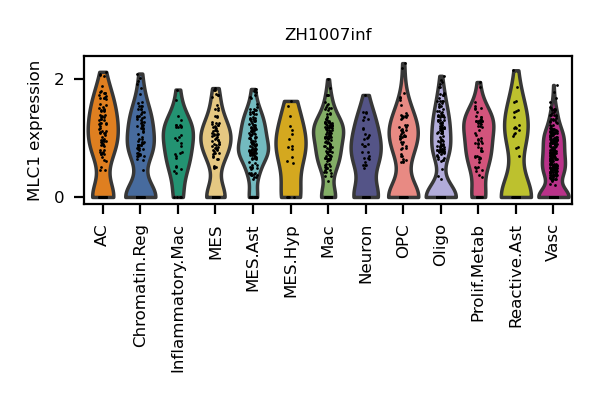 ZH1007inf
MLC1 expression
2
0
AC
Chromatin.Reg
Inflammatory.Mac
MES
MES.Ast
MES.Hyp
Mac
Neuron
OPC
Oligo
Prolif.Metab
Reactive.Ast
Vasc